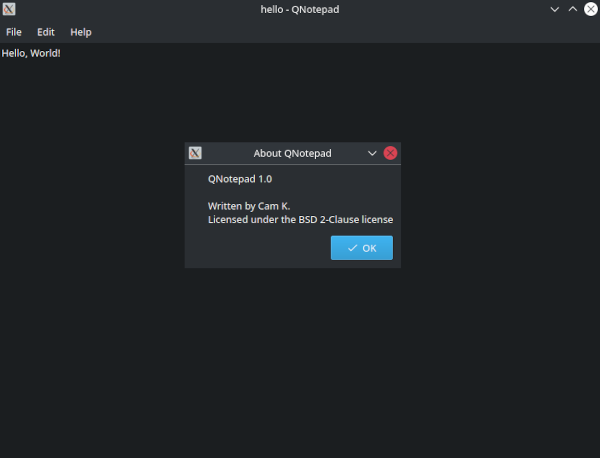 hello - QNotepad
File Edit Help
Hello, World!
About QNotepad
QNotepad 1.0
Written by Cam K.
Licensed under the BSD 2-Clause license
OK